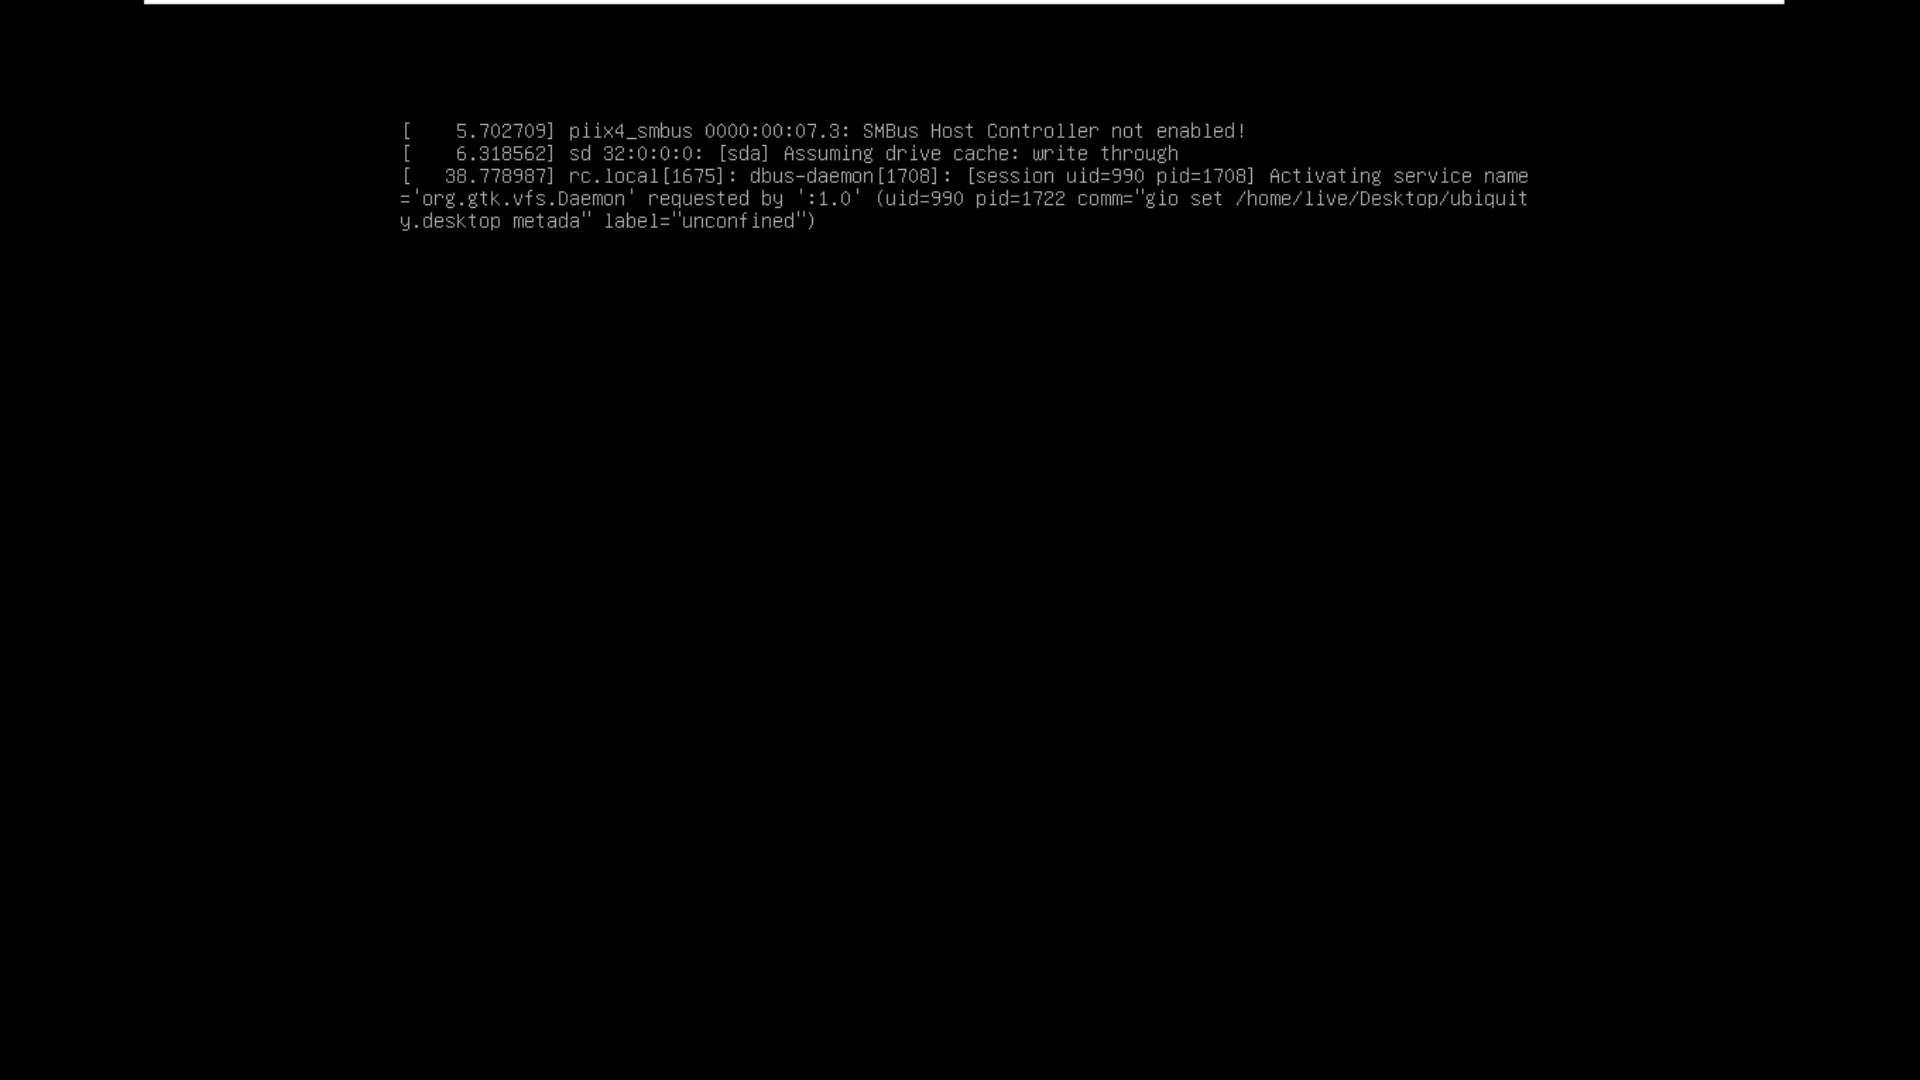 [    5.702709] piix4_smbus 0000:00:07.3: SMBus Host Controller not enabled!
[    6.318562] sd 32:0:0:0: [sda] Assuming drive cache: write through
[   38.778987] rc.local[1675]: dbus-daemon[1708]: [session uid=990 pid=1708] Activating service name
='org.gtk.vfs.Daemon' requested by ':1.0' (uid=990 pid=1722 comm="gio set /home/live/Desktop/ubiquit
y.desktop metada" label="unconfined")